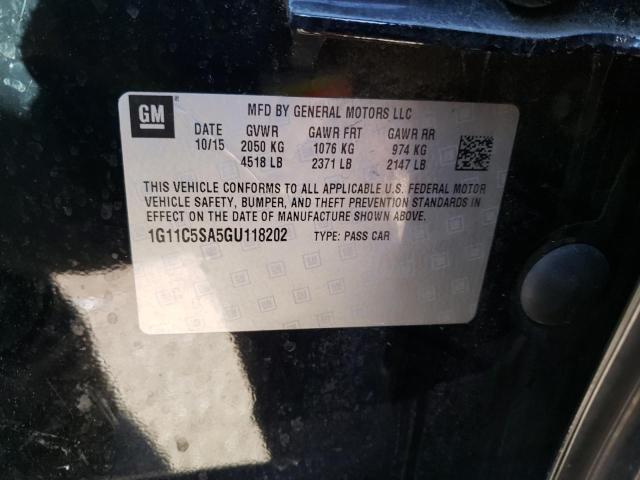 GM
MFD BY GENERAL MOTORS LLC
DATE GVWR GAWR FRT GAWR RR
10/15 2050 KG 1076 KG 974 KG
4518 LB 2371 LB 2147 LB
THIS VEHICLE CONFORMS TO ALL APPLICABLE U.S. FEDERAL MOTOR
VEHICLE SAFETY, BUMPER, AND THEFT PREVENTION STANDARDS IN
EFFECT ON THE DATE OF MANUFACTURE SHOWN ABOVE.
1G11C5SA5GU118202 TYPE: PASS CAR